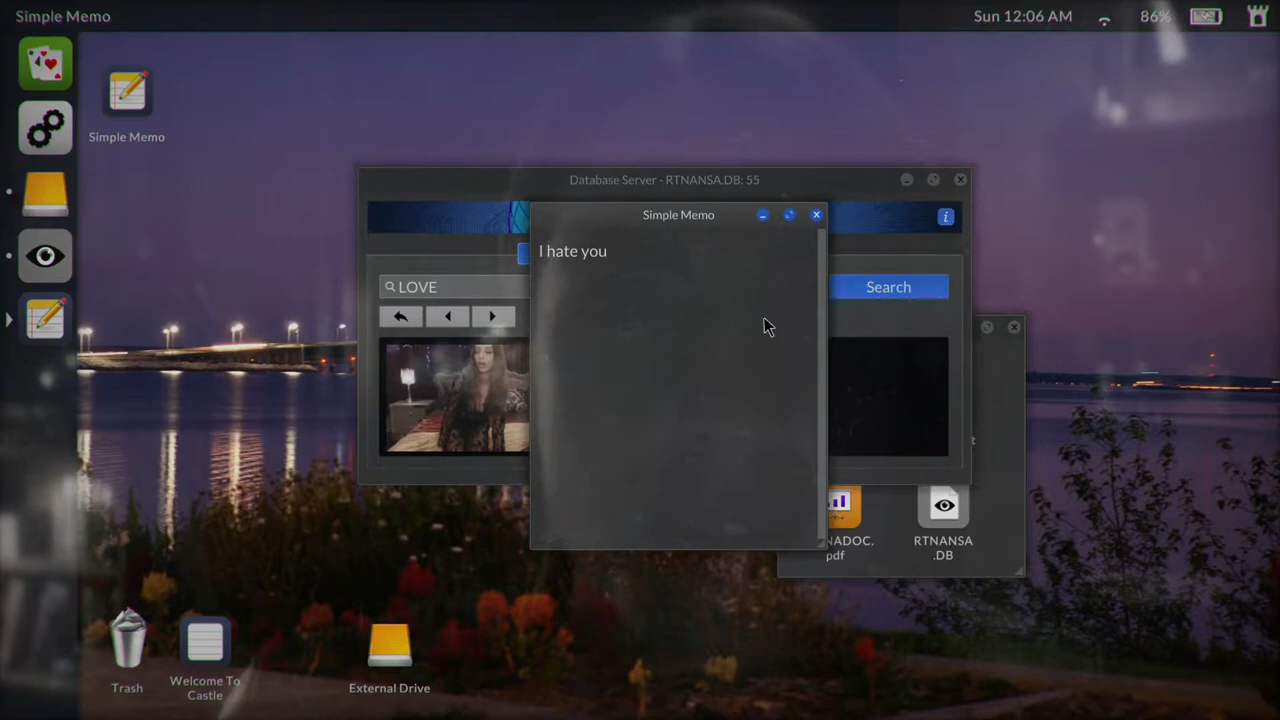 Simple Memo
Sun 12:06 AM
86%
Simple Memo
Database Server - RTNANSA.DB: 55
Simple Memo
I hate you
LOVE
Search
NADOC.
pdf
RTNANSA
.DB
Trash
Welcome To
Castle
External Drive